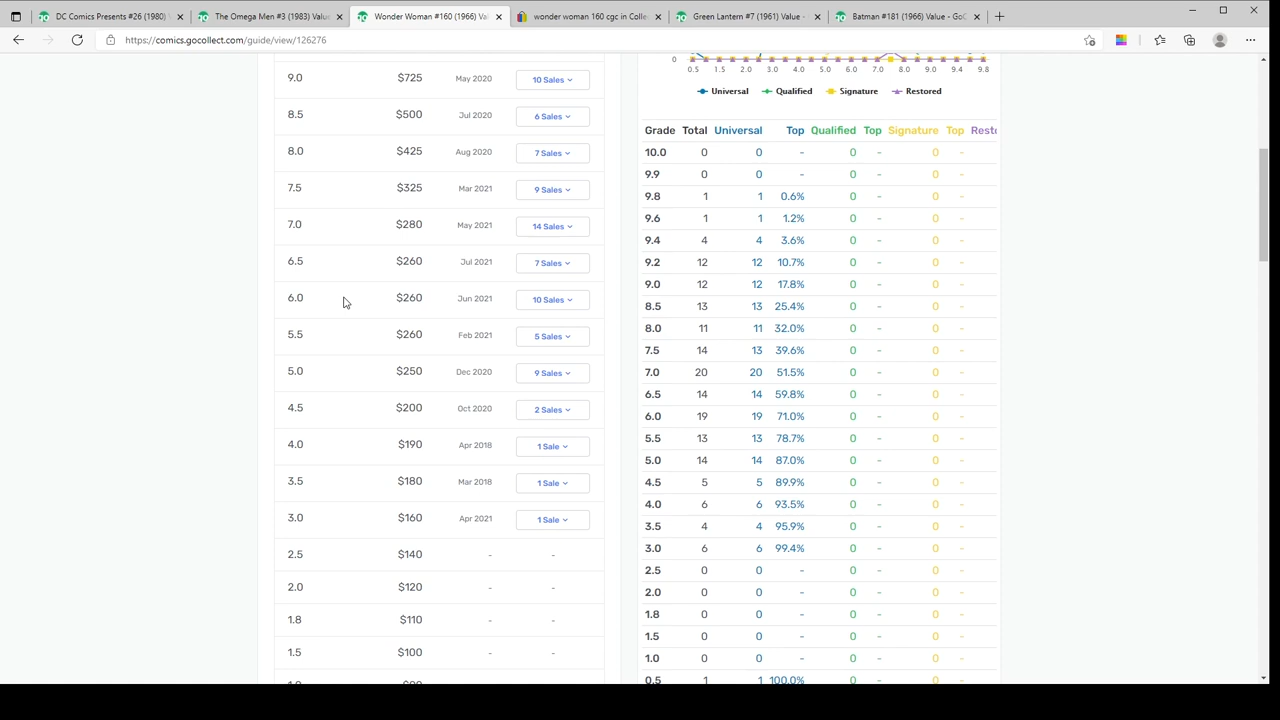 DC Comics Presents #26 (1980) \
The Omega Men #3 (1983) Valu
Wonder Woman #160 (1966) Va
wonder woman 160 cgc in Collec
Green Lantern #7 (1961) Value -
Batman #181 (1966) Value - GoC
https://comics.gocollect.com/guide/view/126276
9.0 $725 May 2020 10 Sales
8.5 $500 Jul 2020 6 Sales
8.0 $425 Aug 2020 7 Sales
7.5 $325 Mar 2021 9 Sales
7.0 $280 May 2021 14 Sales
6.5 $260 Jul 2021 7 Sales
6.0 $260 Jun 2021 10 Sales
5.5 $260 Feb 2021 5 Sales
5.0 $250 Dec 2020 9 Sales
4.5 $200 Oct 2020 2 Sales
4.0 $190 Apr 2018 1 Sale
3.5 $180 Mar 2018 1 Sale
3.0 $160 Apr 2021 1 Sale
2.5 $140 - -
2.0 $120 - -
1.8 $110 - -
1.5 $100 - -
0
0.5 1.5 2.0 3.0 4.0 5.0 6.0 7.0 8.0 9.0 9.4 9.8
Universal Qualified Signature Restored
Grade Total Universal Top Qualified Top Signature Top Resto
10.0 0 0 - 0 - 0 -
9.9 0 0 - 0 - 0 -
9.8 1 1 0.6% 0 - 0 -
9.6 1 1 1.2% 0 - 0 -
9.4 4 4 3.6% 0 - 0 -
9.2 12 12 10.7% 0 - 0 -
9.0 12 12 17.8% 0 - 0 -
8.5 13 13 25.4% 0 - 0 -
8.0 11 11 32.0% 0 - 0 -
7.5 14 13 39.6% 0 - 0 -
7.0 20 20 51.5% 0 - 0 -
6.5 14 14 59.8% 0 - 0 -
6.0 19 19 71.0% 0 - 0 -
5.5 13 13 78.7% 0 - 0 -
5.0 14 14 87.0% 0 - 0 -
4.5 5 5 89.9% 0 - 0 -
4.0 6 6 93.5% 0 - 0 -
3.5 4 4 95.9% 0 - 0 -
3.0 6 6 99.4% 0 - 0 -
2.5 0 0 - 0 - 0 -
2.0 0 0 - 0 - 0 -
1.8 0 0 - 0 - 0 -
1.5 0 0 - 0 - 0 -
1.0 0 0 - 0 - 0 -
0.5 1 1 100.0% 0 - 0 -